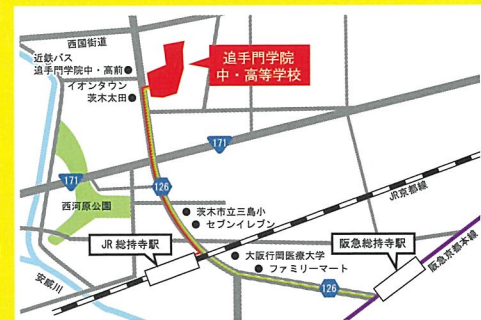 西国街道
近鉄バス
追手門学院中・高前
イオンタウン
茨木太田
追手門学院
中・高等学校
171
171
126
西河原公園
茨木市立三島小
セブンイレブン
JR京都線
JR総持寺駅
大阪行岡医療大学
ファミリーマート
阪急総持寺駅
阪急京都本線
安威川
126